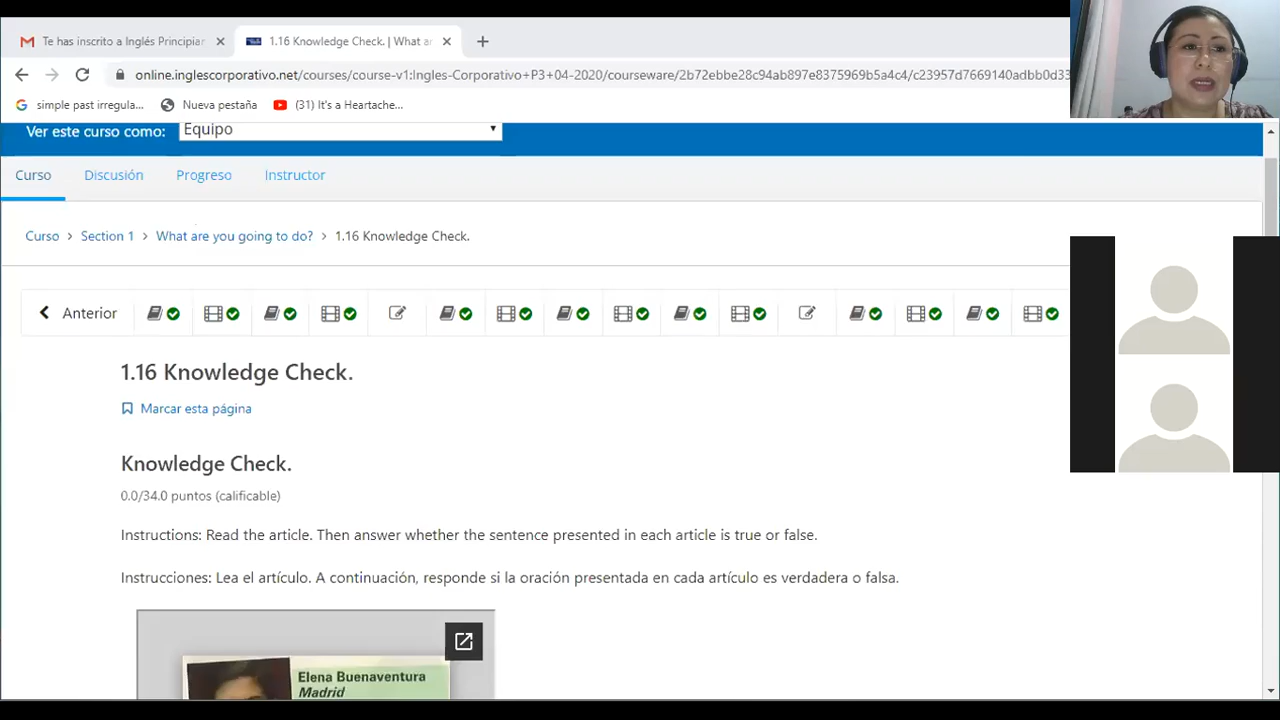 Te has inscrito a Inglés Principian
1.16 Knowledge Check. | What ar
online.inglescorporativo.net/courses/course-v1:Ingles-Corporativo+P3+04-2020/courseware/2b72ebbe2c94ab897e8375969b5a4c4/c23957d7669140adbb0d33
simple past irregula...
Nueva pestaña
(31) It's a Heartache...
Ver este curso como:
Equipo
Curso
Discusión
Progreso
Instructor
Curso > Section 1 > What are you going to do? > 1.16 Knowledge Check.
Anterior
1.16 Knowledge Check.
Marcar esta página
Knowledge Check.
0.0/34.0 puntos (calificable)
Instructions: Read the article. Then answer whether the sentence presented in each article is true or false.
Instrucciones: Lea el artículo. A continuación, responde si la oración presentada en cada artículo es verdadera o falsa.
Elena Buenaventura
Madrid